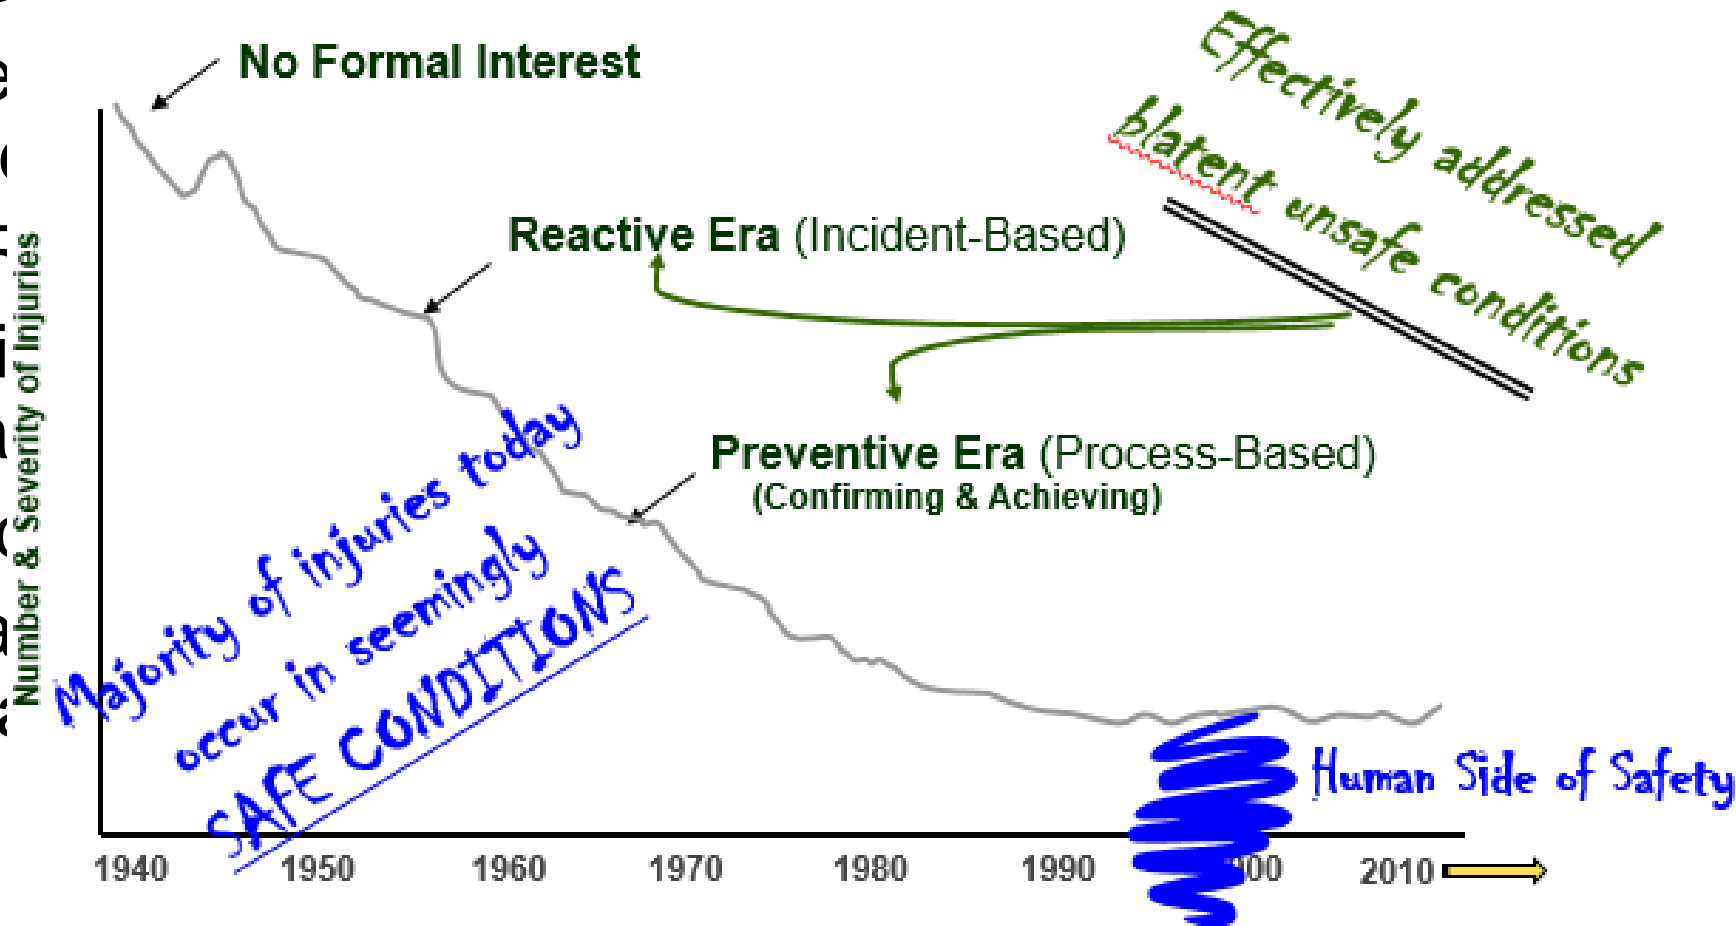 No Formal Interest
Effectively addressed
blatent unsafe conditions
Reactive Era (Incident-Based)
Preventive Era (Process-Based)
(Confirming & Achieving)
Number & Severity of Injuries
Majority of injuries today
occur in seemingly
SAFE CONDITIONS
Human Side of Safety
1940 1950 1960 1970 1980 1990 2010